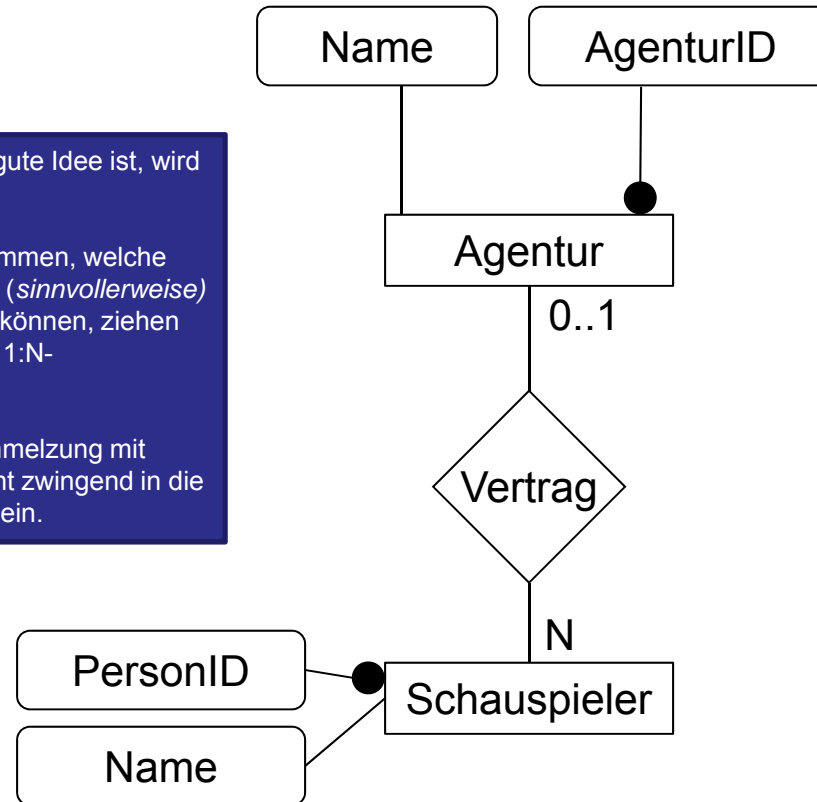 Name
AgenturID
gute Idee ist, wird
mmen, welche
(sinnvollerweise)
können, ziehen
1:N-
nmelzung mit
nt zwingend in die
ein.
Agentur
0..1
Vertrag
N
PersonID
Schauspieler
Name